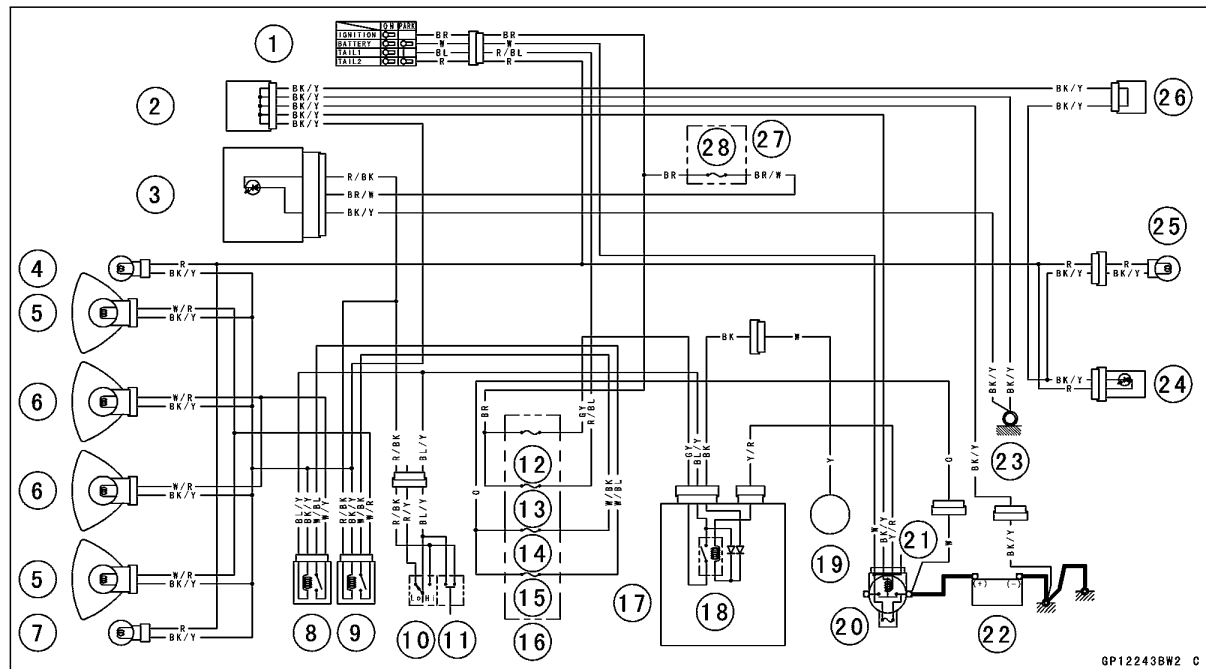 ON PARK
IGNITION
BATTERY
TAIL1
TAIL2
BR
W
BL
R
BR
W
R/BL
R
1
2
BK/Y
BK/Y
BK/Y
BK/Y
BK/Y
BK/Y
BK/Y
26
3
R/BK
BR/W
BK/Y
28
27
BR
BR/W
4
R
BK/Y
5
W/R
BK/Y
6
W/R
BK/Y
6
W/R
BK/Y
5
W/R
BK/Y
7
R
BK/Y
R
BK/Y
R
BK/Y
25
BK/Y
R
24
BK/Y
BK/Y
23
BK
W
Y
19
BR
GY
R/BL
O
W/BK
W/BL
12
13
14
15
16
R/BK
BL/Y
R/BK
R/Y
BL/Y
BL/Y
BK/Y
W/BL
W/Y
R/BK
BK/Y
W/BK
W/R
8
9
Lo
Hi
10
11
GY
BL/Y
BK
Y/R
17
18
W
BK/Y
Y/R
20
21
O
W
BK/Y
BK/Y
(+)
(-)
22
GP12243BW2 C